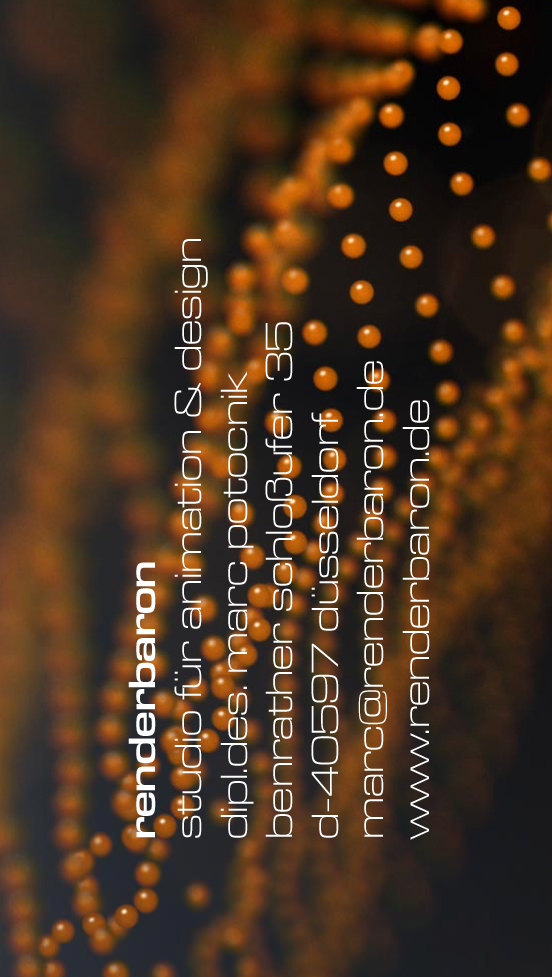 renderbaron
studio für animation & design
dipl.des. marc potocnik
benrather schloßufer 35
d-40597 düsseldorf
marc@renderbaron.de
www.renderbaron.de